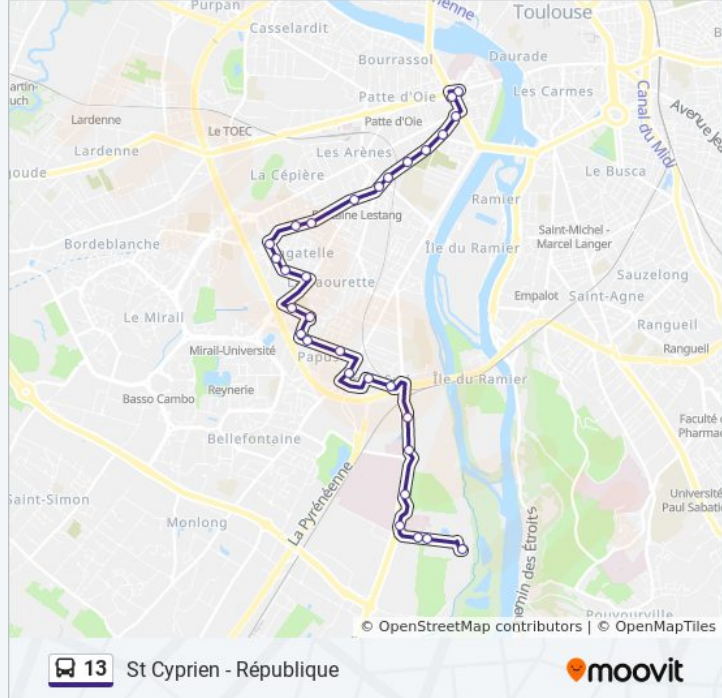 Purpan
Casselardit
Toulouse
Bourrassol
Daurade
Patte d'Oie
Les Carmes
Lardenne
Le TOEC
Patte d'Oie
Canal du Midi
Lardenne
Les Arènes
La Cépière
Le Busca
Ramier
Lestang
Saint-Michel -
Marcel Langer
Bordeblanche
Île du Ramier
Sauzelong
Empalot
Saint-Agne
Le Mirail
Rangueil
Mirail-Université
Rangueil
Île du Ramier
Reynerie
Basso Cambo
Bellefontaine
La Pyrénéenne
Saint-Simon
Monlong
Pouvourville
© OpenStreetMap contributors | © OpenMapTiles
13 St Cyprien - République
moovit